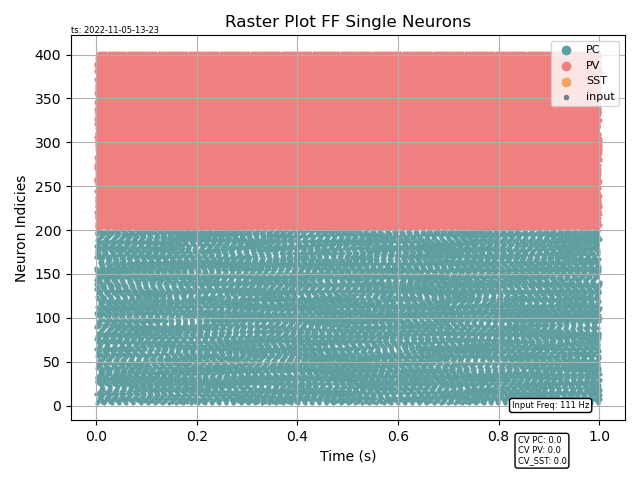 Raster Plot FF Single Neurons
ts: 2022-11-05-13-23
PC
PV
SST
input
400
350
300
250
200
150
100
50
0
Neuron Indicies
Input Freq: 111 Hz
0.0
0.2
0.4
0.6
0.8
1.0
Time (s)
CV PC: 0.0
CV PV: 0.0
CV_SST: 0.0